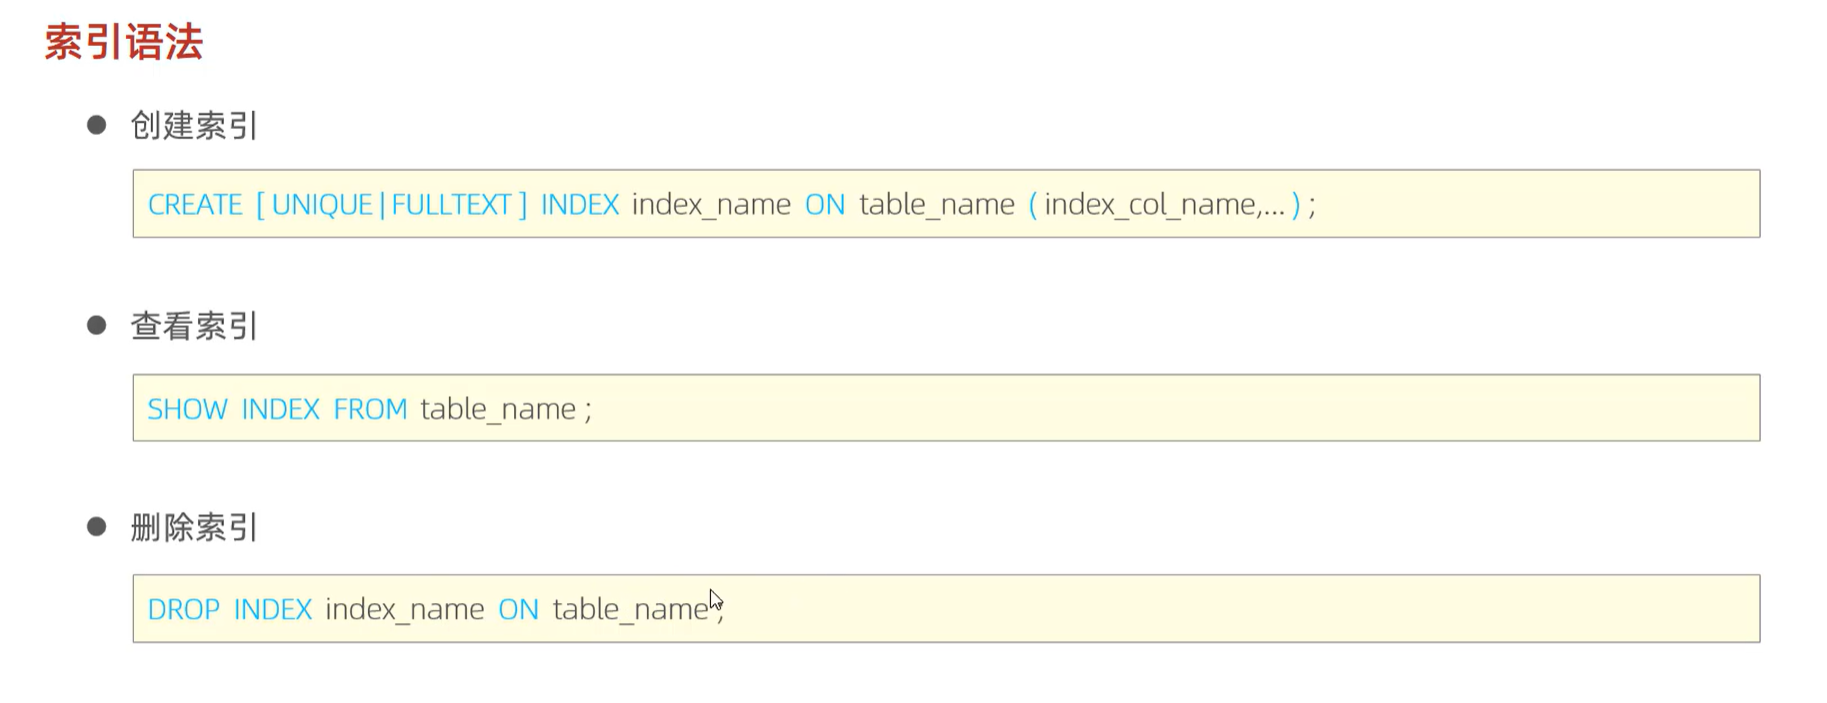 索引语法
创建索引
CREATE [ UNIQUE | FULLTEXT ] INDEX index_name ON table_name ( index_col_name,... ) ;
查看索引
SHOW INDEX FROM table_name ;
删除索引
DROP INDEX index_name ON table_name ;